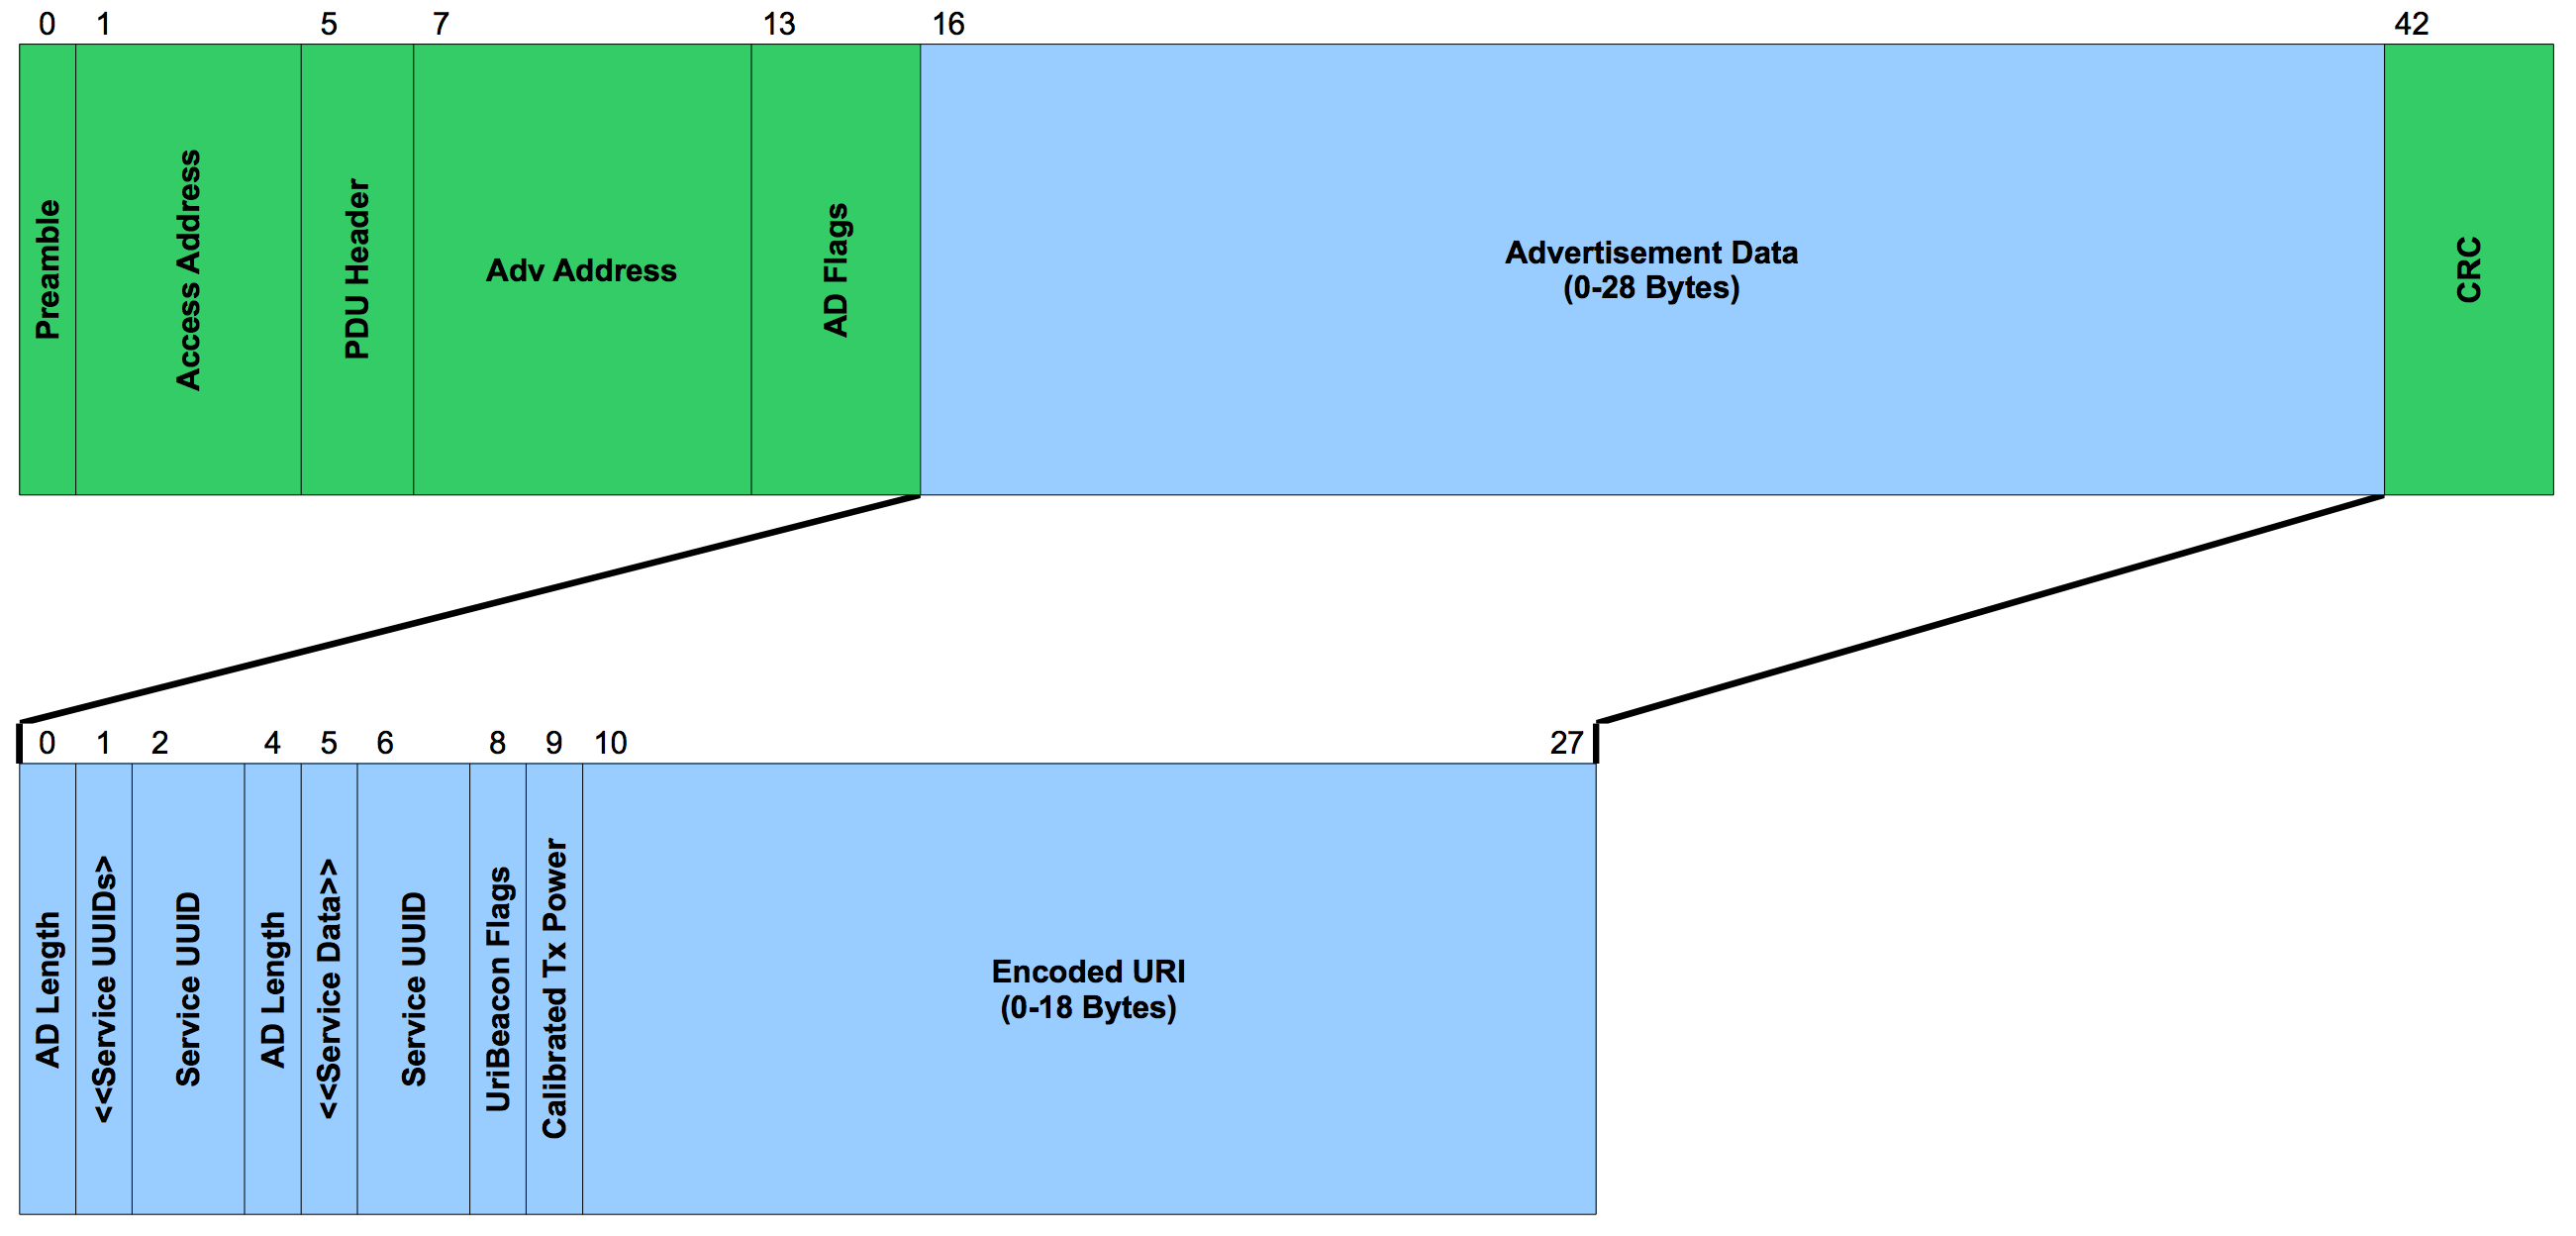 0 1 5 7 13 16 42
Preamble
Access Address
PDU Header
Adv Address
AD Flags
Advertisement Data
(0-28 Bytes)
CRC
0 1 2 4 5 6 8 9 10 27
AD Length
<<Service UUIDs>
Service UUID
AD Length
<<Service Data>>
Service UUID
UriBeacon Flags
Calibrated Tx Power
Encoded URI
(0-18 Bytes)